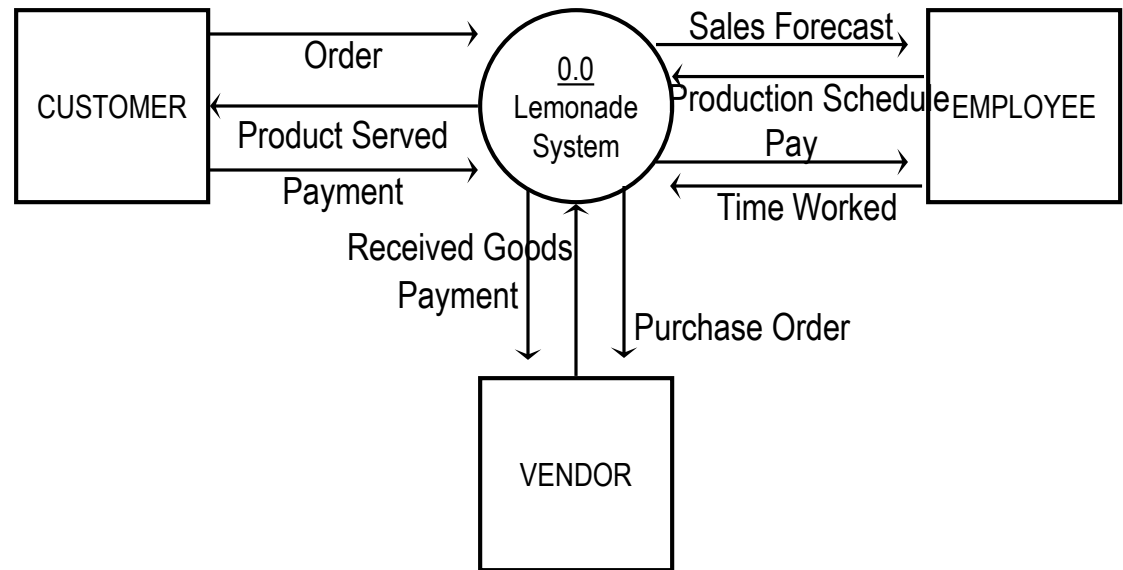 Order
CUSTOMER
Product Served
Payment
0.0
Lemonade
System
Sales Forecast
Production Schedule
EMPLOYEE
Pay
Time Worked
Received Goods
Payment
Purchase Order
VENDOR